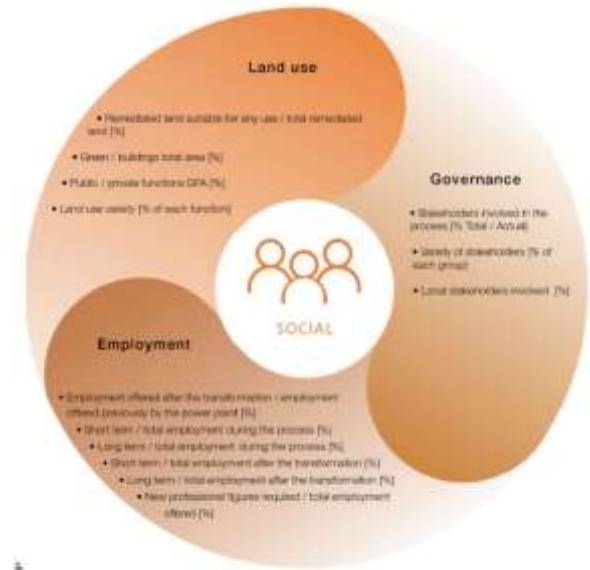 Land use
• Remediated land suitable for any use / total remediated
land [%]
• Green / buildings total area [%]
• Public / private functions GFA [%]
• Land use variety [% of each function]
Governance
• Stakeholders involved in the
process [% Total / Actual]
• Variety of stakeholders [% of
each group]
• Local stakeholders involved [%]
SOCIAL
Employment
• Employment offered after the transformation / employment
offered previously by the power plant [%]
• Short term / total employment during the process [%]
• Long term / total employment during the process [%]
• Short term / total employment after the transformation [%]
• Long term / total employment after the transformation [%]
• New professional figures required / total employment
offered [%]